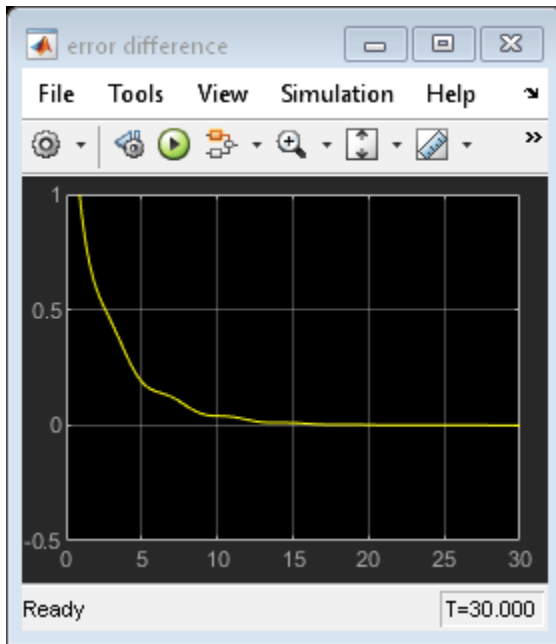 error difference
File Tools View Simulation Help
1
0.5
0
-0.5
0 5 10 15 20 25 30
Ready T=30.000